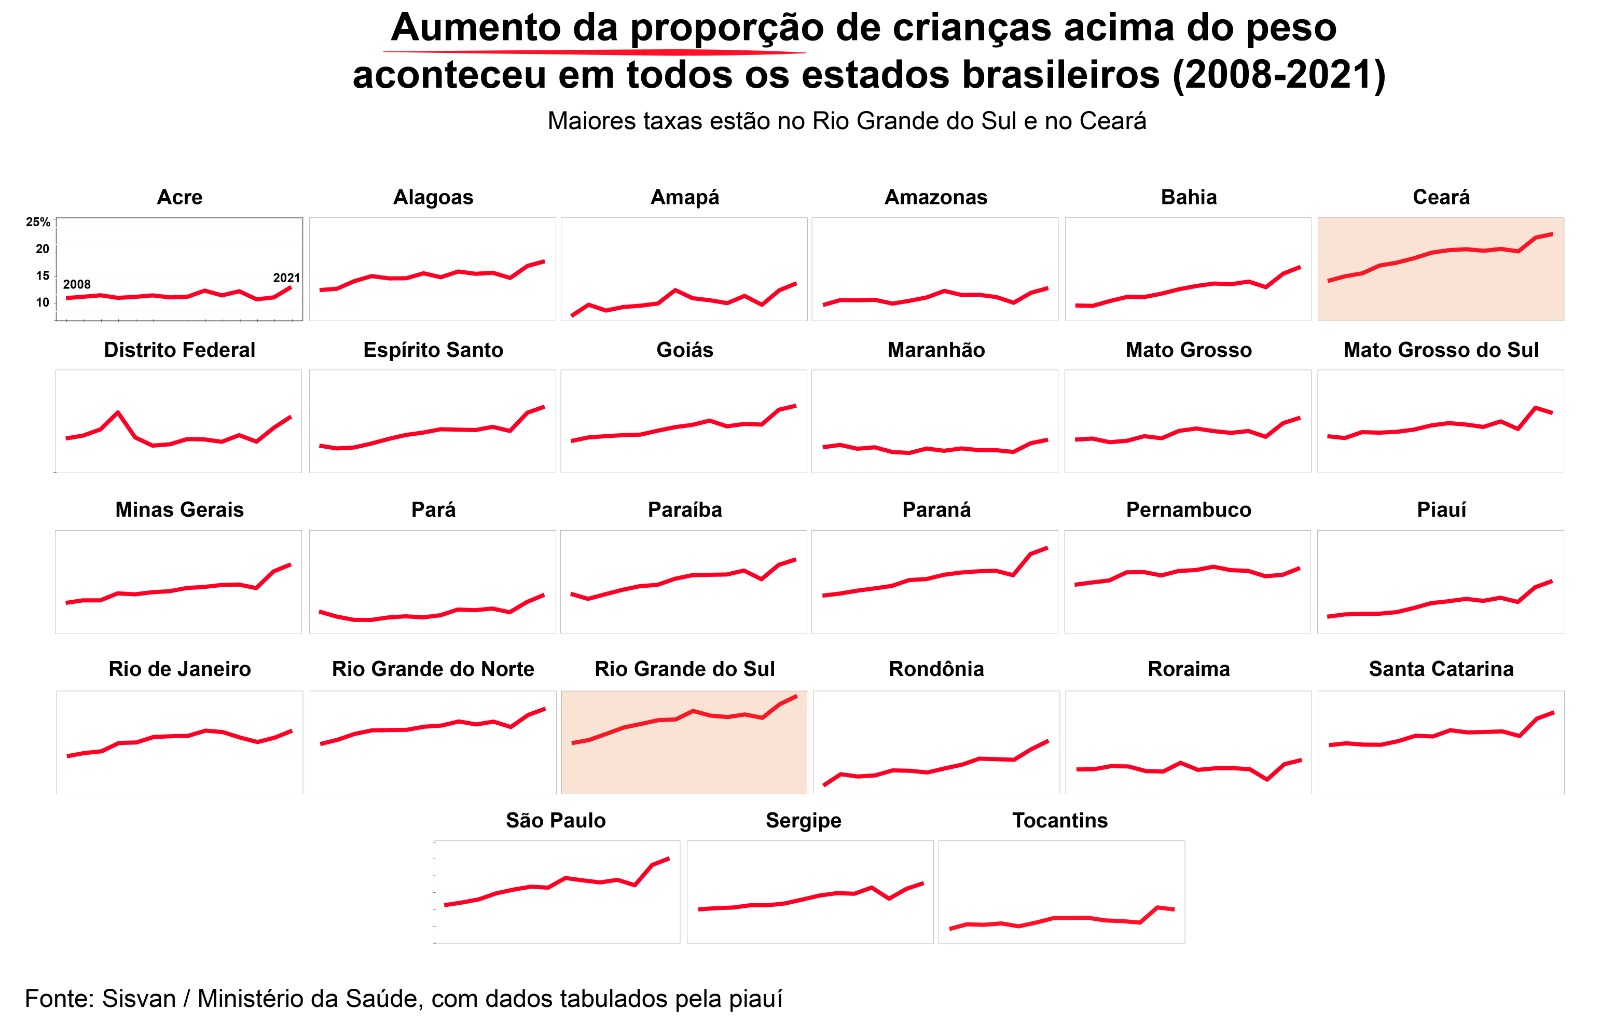 Aumento da proporção de crianças acima do peso
aconteceu em todos os estados brasileiros (2008-2021)
Maiores taxas estão no Rio Grande do Sul e no Ceará
Acre
Alagoas
Amapá
Amazonas
Bahia
Ceará
25%
20
15
10
2008
2021
Distrito Federal
Espírito Santo
Goiás
Maranhão
Mato Grosso
Mato Grosso do Sul
Minas Gerais
Pará
Paraíba
Paraná
Pernambuco
Piauí
Rio de Janeiro
Rio Grande do Norte
Rio Grande do Sul
Rondônia
Roraima
Santa Catarina
São Paulo
Sergipe
Tocantins
Fonte: Sisvan / Ministério da Saúde, com dados tabulados pela piauí